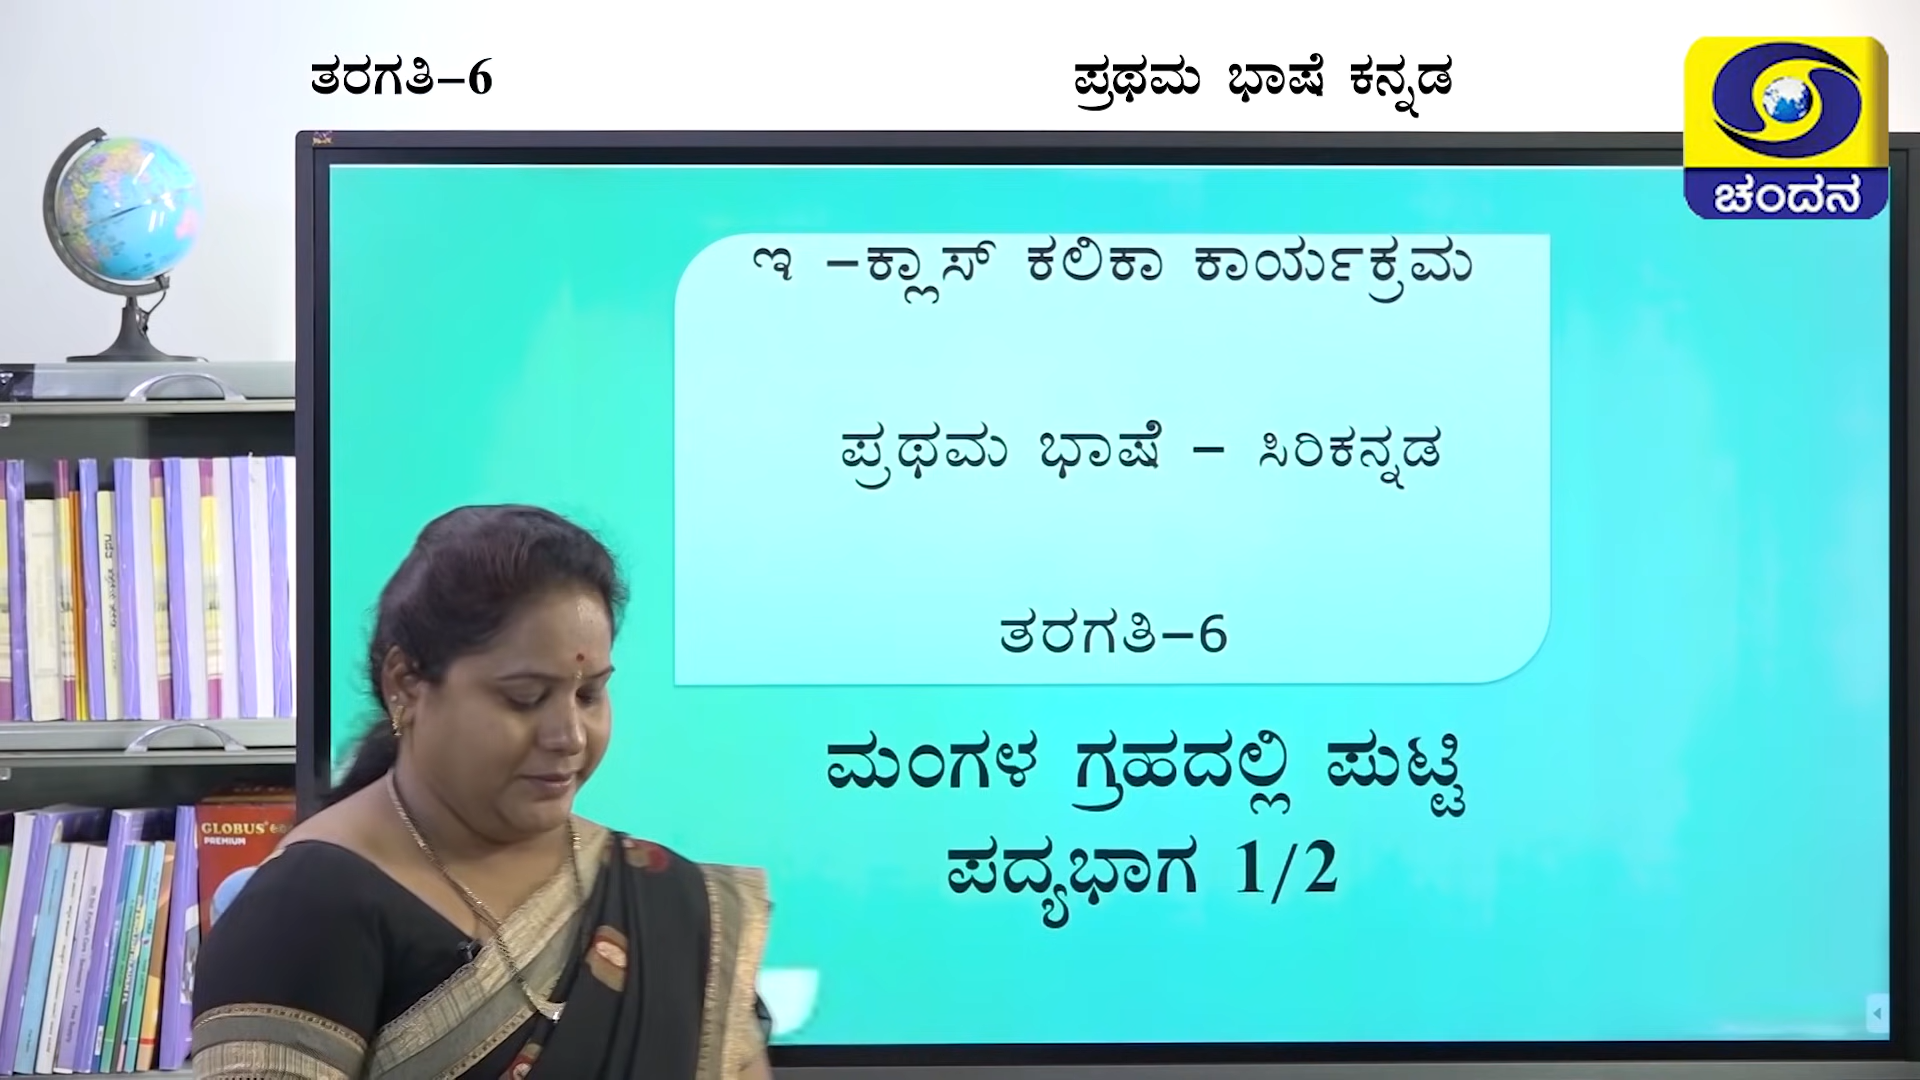 ತರಗತಿ-6
ಪ್ರಥಮ ಭಾಷೆ ಕನ್ನಡ
ಚಂದನ
ಇ -ಕ್ಲಾಸ್ ಕಲಿಕಾ ಕಾರ್ಯಕ್ರಮ
ಪ್ರಥಮ ಭಾಷೆ - ಸಿರಿಕನ್ನಡ
ತರಗತಿ-6
ಮಂಗಳ ಗ್ರಹದಲ್ಲಿ ಪುಟ್ಟಿ
ಪದ್ಯಭಾಗ 1/2
GLOBUS
PREMIUM